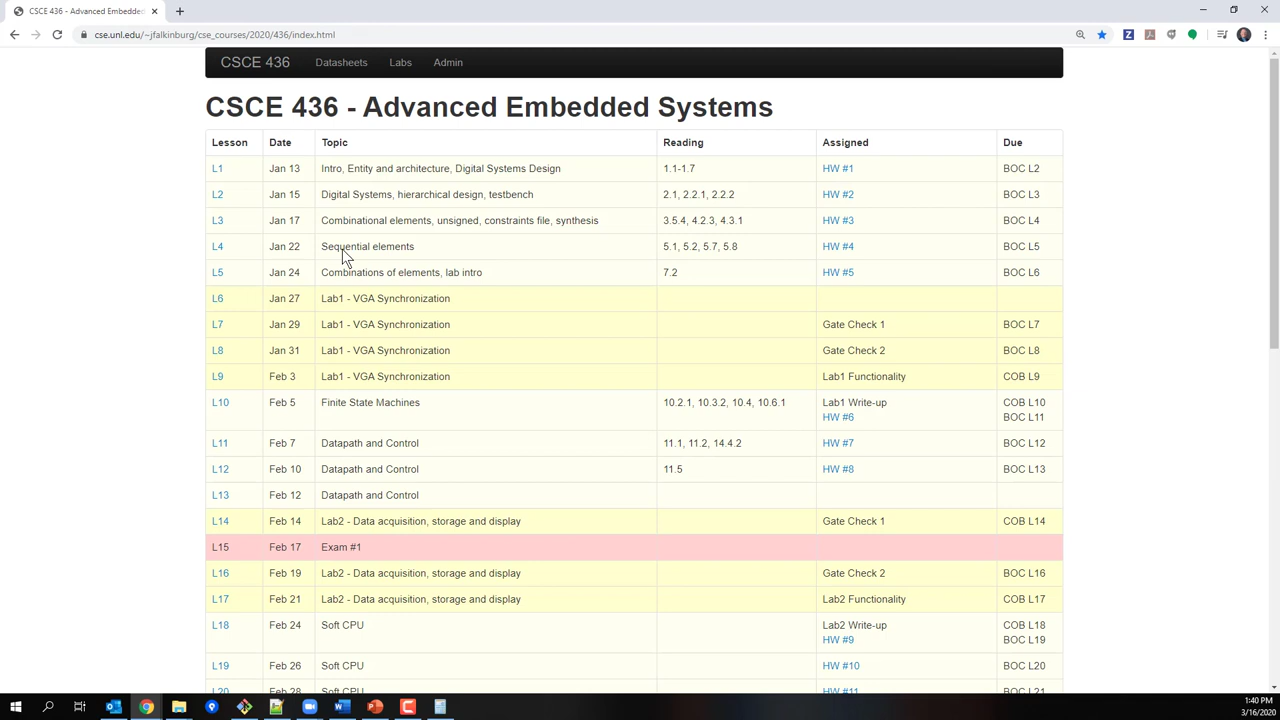 CSCE 436 - Advanced Embedded
cse.unl.edu/~jfalkinburg/cse_courses/2020/436/index.html
CSCE 436 Datasheets Labs Admin
CSCE 436 - Advanced Embedded Systems
Lesson Date Topic Reading Assigned Due
L1 Jan 13 Intro, Entity and architecture, Digital Systems Design 1.1-1.7 HW #1 BOC L2
L2 Jan 15 Digital Systems, hierarchical design, testbench 2.1, 2.2.1, 2.2.2 HW #2 BOC L3
L3 Jan 17 Combinational elements, unsigned, constraints file, synthesis 3.5.4, 4.2.3, 4.3.1 HW #3 BOC L4
L4 Jan 22 Sequential elements 5.1, 5.2, 5.7, 5.8 HW #4 BOC L5
L5 Jan 24 Combinations of elements, lab intro 7.2 HW #5 BOC L6
L6 Jan 27 Lab1 - VGA Synchronization
L7 Jan 29 Lab1 - VGA Synchronization Gate Check 1 BOC L7
L8 Jan 31 Lab1 - VGA Synchronization Gate Check 2 BOC L8
L9 Feb 3 Lab1 - VGA Synchronization Lab1 Functionality COB L9
L10 Feb 5 Finite State Machines 10.2.1, 10.3.2, 10.4, 10.6.1 Lab1 Write-up COB L10
HW #6 BOC L11
L11 Feb 7 Datapath and Control 11.1, 11.2, 14.4.2 HW #7 BOC L12
L12 Feb 10 Datapath and Control 11.5 HW #8 BOC L13
L13 Feb 12 Datapath and Control
L14 Feb 14 Lab2 - Data acquisition, storage and display Gate Check 1 COB L14
L15 Feb 17 Exam #1
L16 Feb 19 Lab2 - Data acquisition, storage and display Gate Check 2 BOC L16
L17 Feb 21 Lab2 - Data acquisition, storage and display Lab2 Functionality COB L17
L18 Feb 24 Soft CPU Lab2 Write-up COB L18
HW #9 BOC L19
L19 Feb 26 Soft CPU HW #10 BOC L20
L20 Feb 28 Soft CPU HW #11 BOC L21
1:40 PM
3/16/2020